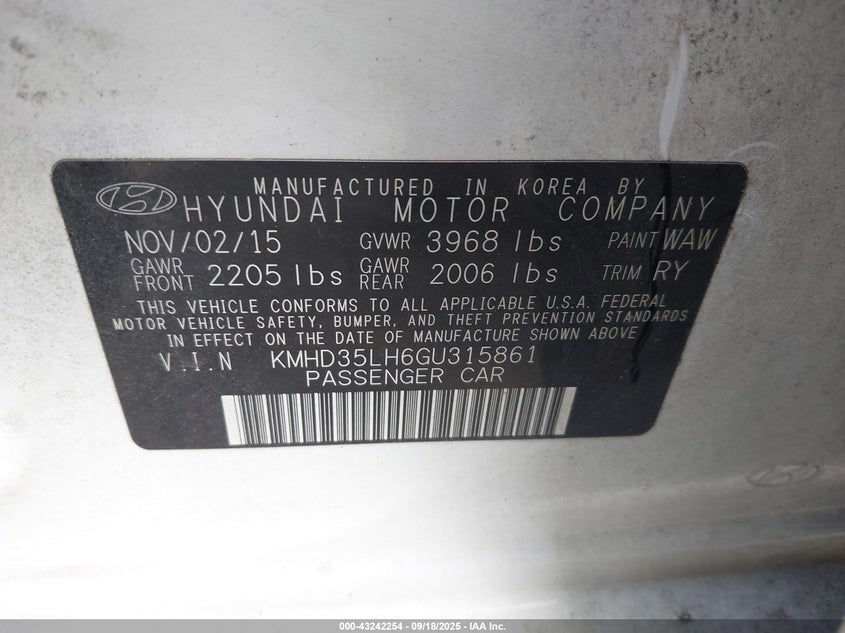 MANUFACTURED IN KOREA BY
HYUNDAI MOTOR COMPANY
NOV/02/15 GVWR 3968 lbs PAINT WAW
GAWR FRONT 2205 lbs GAWR REAR 2006 lbs TRIM RY
THIS VEHICLE CONFORMS TO ALL APPLICABLE U.S.A. FEDERAL
MOTOR VEHICLE SAFETY, BUMPER, AND THEFT PREVENTION STANDARDS
IN EFFECT ON THE DATE OF MANUFACTURE SHOWN ABOVE
V.I.N KMHD35LH6GU315861
PASSENGER CAR
000-43242254 - 09/18/2025 - IAA Inc.